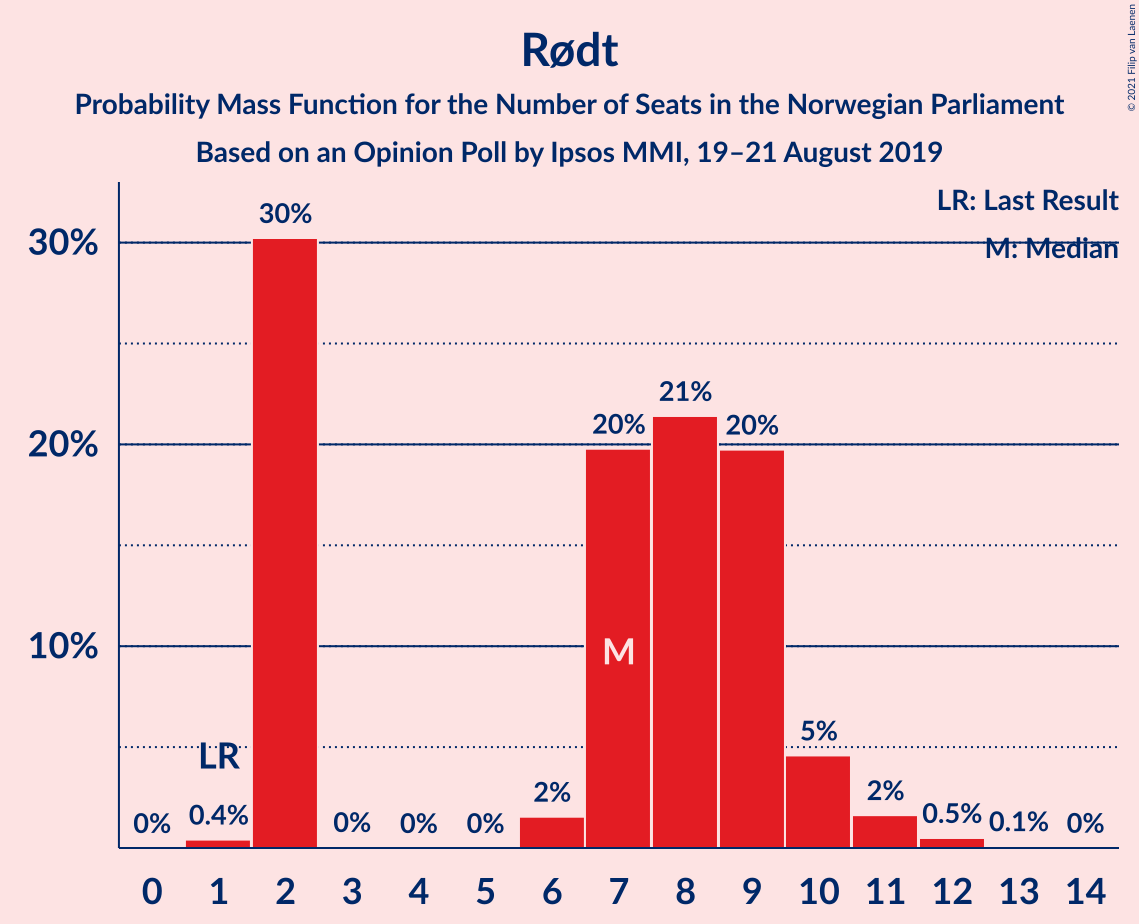 Rødt
Probability Mass Function for the Number of Seats in the Norwegian Parliament
Based on an Opinion Poll by Ipsos MMI, 19–21 August 2019
© 2021 Filip van Laenen
LR: Last Result
M: Median
30%
20%
10%
0%
0.4%
30%
0%
0%
0%
2%
20%
21%
20%
5%
2%
0.5%
0.1%
0%
LR
M
0 1 2 3 4 5 6 7 8 9 10 11 12 13 14